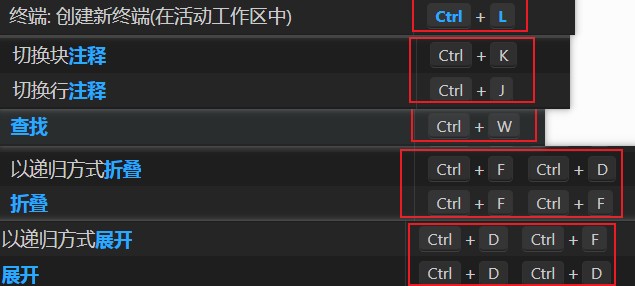 终端: 创建新终端(在活动工作区中) Ctrl + L
切换块注释 Ctrl + K
切换行注释 Ctrl + J
查找 Ctrl + W
以递归方式折叠 Ctrl + F Ctrl + D
折叠 Ctrl + F Ctrl + F
以递归方式展开 Ctrl + D Ctrl + F
展开 Ctrl + D Ctrl + D